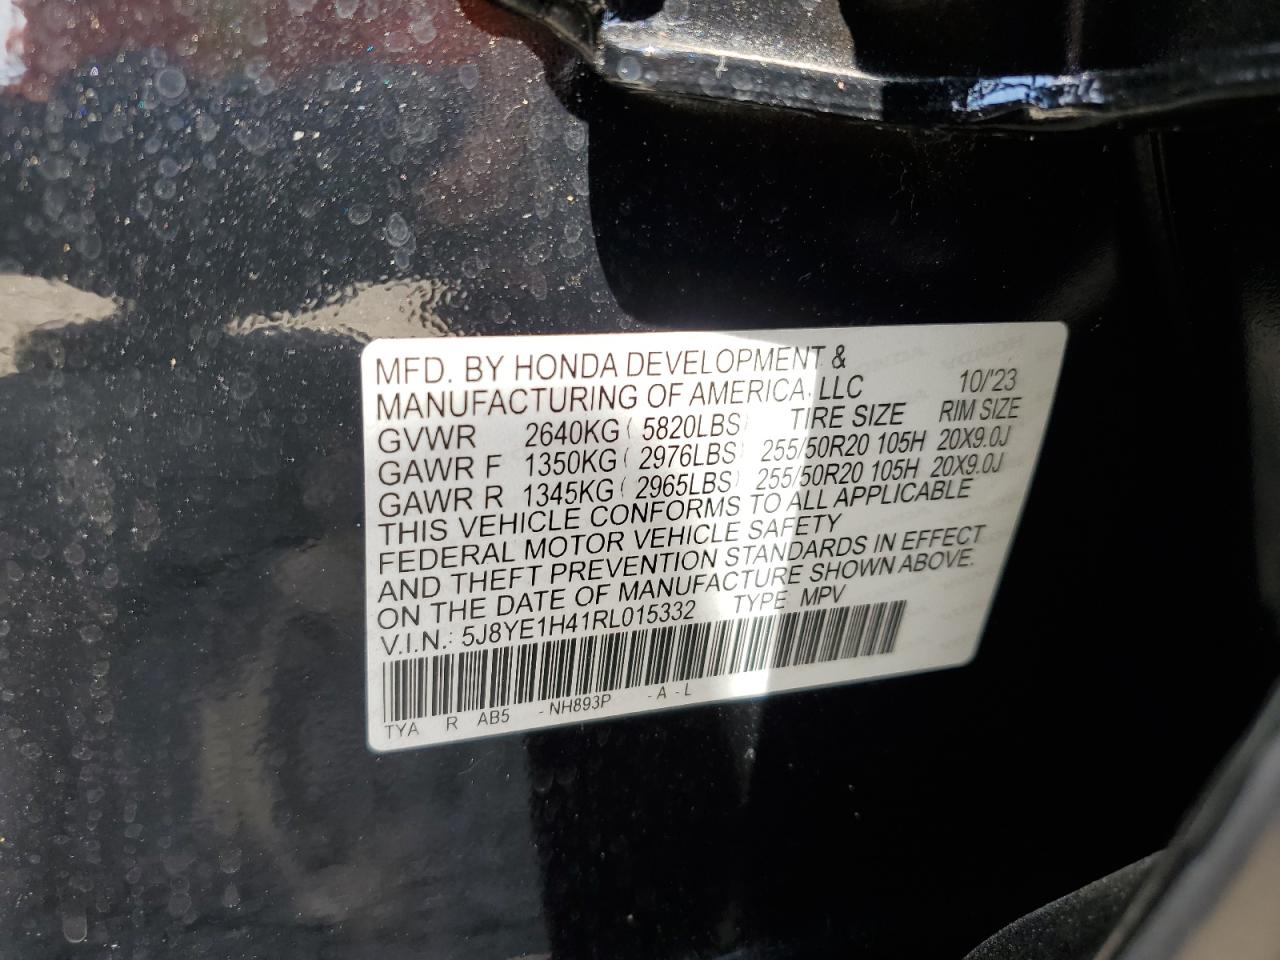 MFD. BY HONDA DEVELOPMENT &
MANUFACTURING OF AMERICA, LLC 10/'23
GVWR 2640KG ( 5820LBS) TIRE SIZE RIM SIZE
GAWR F 1350KG ( 2976LBS) 255/50R20 105H 20X9.0J
GAWR R 1345KG ( 2965LBS) 255/50R20 105H 20X9.0J
THIS VEHICLE CONFORMS TO ALL APPLICABLE
FEDERAL MOTOR VEHICLE SAFETY
AND THEFT PREVENTION STANDARDS IN EFFECT
ON THE DATE OF MANUFACTURE SHOWN ABOVE.
V.I.N.: 5J8YE1H41RL015332 TYPE MPV
TYA R AB5 -NH893P -A-L